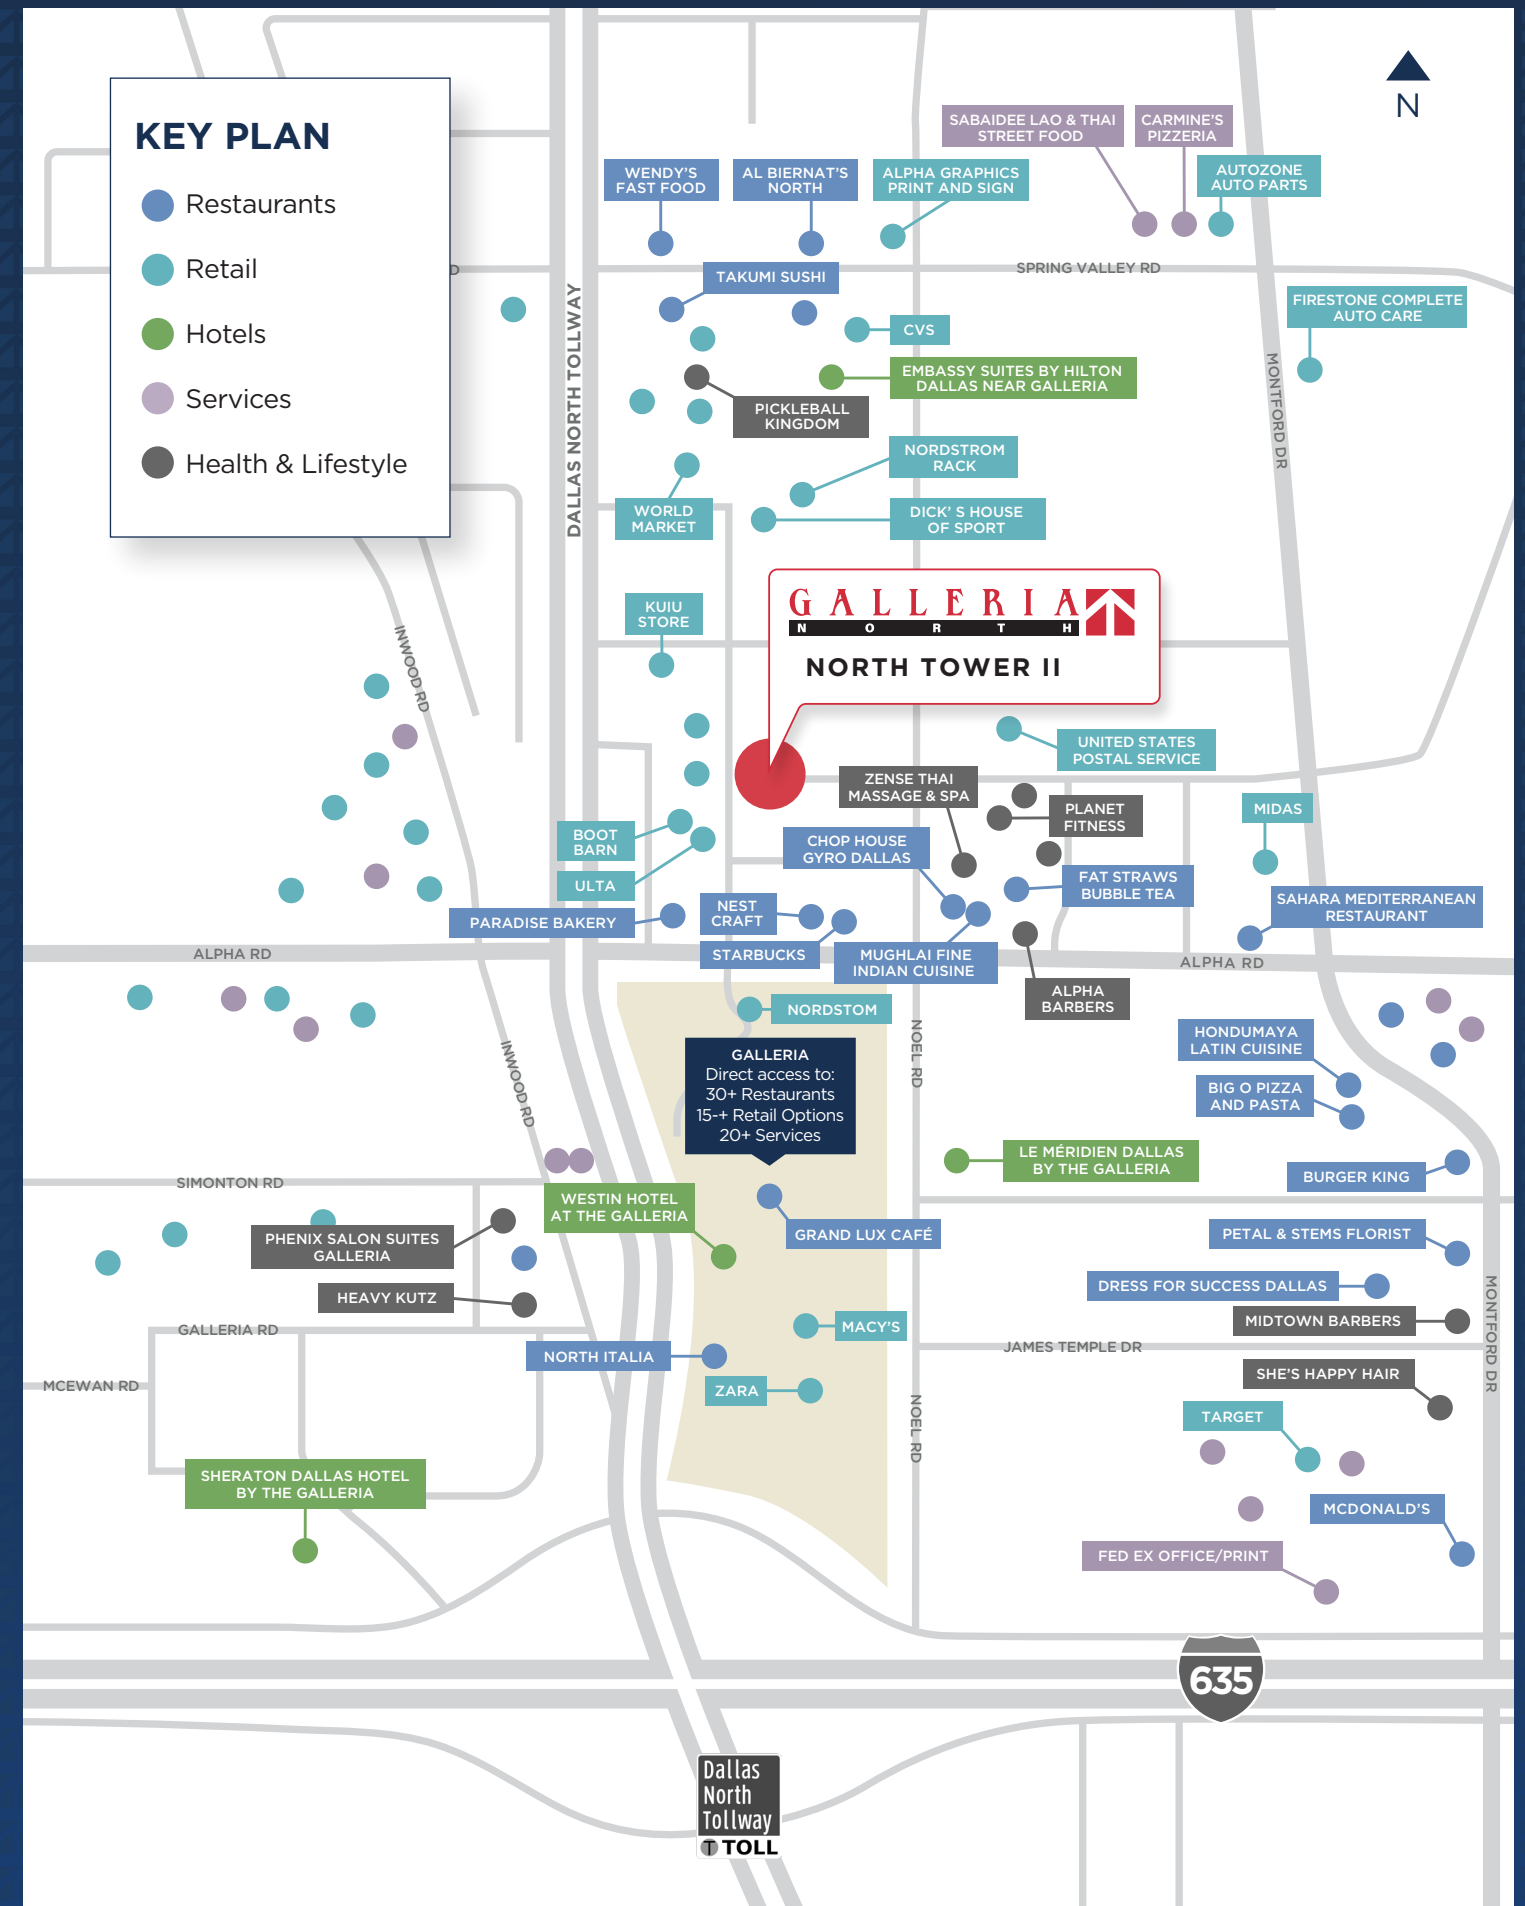 N
KEY PLAN
Restaurants
Retail
Hotels
Services
Health & Lifestyle
SABAIDEE LAO & THAI
STREET FOOD
CARMINE'S
PIZZERIA
AUTOZONE
AUTO PARTS
WENDY'S
FAST FOOD
AL BIERNAT'S
NORTH
ALPHA GRAPHICS
PRINT AND SIGN
D
SPRING VALLEY RD
TAKUMI SUSHI
FIRESTONE COMPLETE
AUTO CARE
CVS
DALLAS NORTH TOLLWAY
MONTFORD DR
EMBASSY SUITES BY HILTON
DALLAS NEAR GALLERIA
PICKLEBALL
KINGDOM
NORDSTROM
RACK
WORLD
MARKET
DICK' S HOUSE
OF SPORT
GALLERIA
NORTH
NORTH TOWER II
KUIU
STORE
INWOOD RD
UNITED STATES
POSTAL SERVICE
ZENSE THAI
MASSAGE & SPA
PLANET
FITNESS
MIDAS
BOOT
BARN
CHOP HOUSE
GYRO DALLAS
ULTA
FAT STRAWS
BUBBLE TEA
SAHARA MEDITERRANEAN
RESTAURANT
PARADISE BAKERY
NEST
CRAFT
STARBUCKS
MUGHLAI FINE
INDIAN CUISINE
ALPHA RD
ALPHA RD
ALPHA
BARBERS
NORDSTOM
NOEL RD
HONDUMAYA
LATIN CUISINE
GALLERIA
Direct access to:
30+ Restaurants
15-+ Retail Options
20+ Services
INWOOD RD
BIG O PIZZA
AND PASTA
LE MÉRIDIEN DALLAS
BY THE GALLERIA
BURGER KING
SIMONTON RD
WESTIN HOTEL
AT THE GALLERIA
GRAND LUX CAFÉ
PHENIX SALON SUITES
GALLERIA
PETAL & STEMS FLORIST
HEAVY KUTZ
DRESS FOR SUCCESS DALLAS
MIDTOWN BARBERS
MONTFORD DR
GALLERIA RD
MACY'S
JAMES TEMPLE DR
NORTH ITALIA
MCEWAN RD
ZARA
SHE'S HAPPY HAIR
TARGET
NOEL RD
SHERATON DALLAS HOTEL
BY THE GALLERIA
MCDONALD'S
FED EX OFFICE/PRINT
635
Dallas
North
Tollway
T TOLL